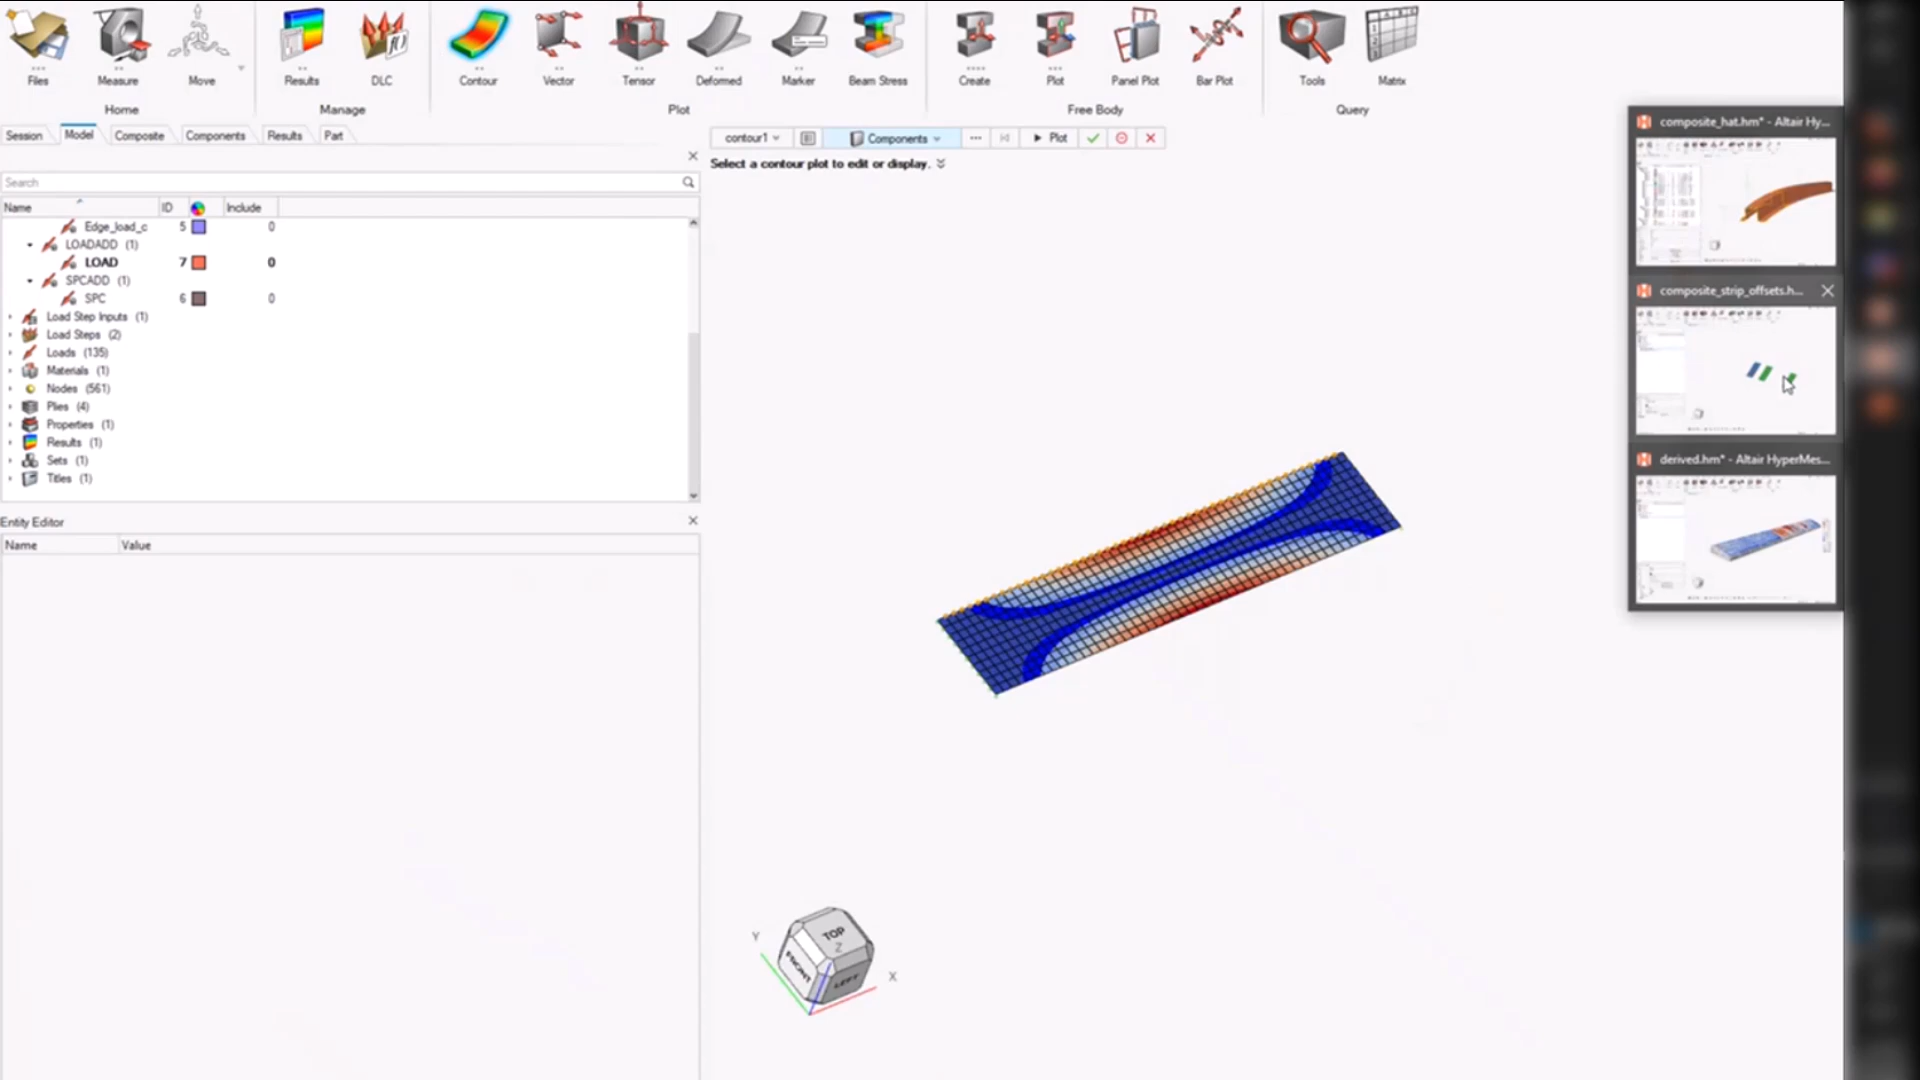 Files
Measure
Move
Results
DLC
Contour
Vector
Tensor
Deformed
Marker
Beam Stress
Create
Plot
Panel Plot
Bar Plot
Tools
Matrix
Home
Manage
Plot
Free Body
Query
Session
Model
Composite
Components
Results
Part
contour1
Components
Plot
Select a contour plot to edit or display.
Search
Name
ID
Include
Edge_load_c 5 0
LOADADD (1)
LOAD 7 0
SPCADD (1)
SPC 6 0
Load Step Inputs (1)
Load Steps (2)
Loads (135)
Materials (1)
Nodes (561)
Plies (4)
Properties (1)
Results (1)
Sets (1)
Titles (1)
Entity Editor
Name
Value
composite_hat.hm* - Altair Hy...
composite_strip_offsets.h...
derived.hm* - Altair HyperMes...
TOP
FRONT
LEFT
Y
Z
X